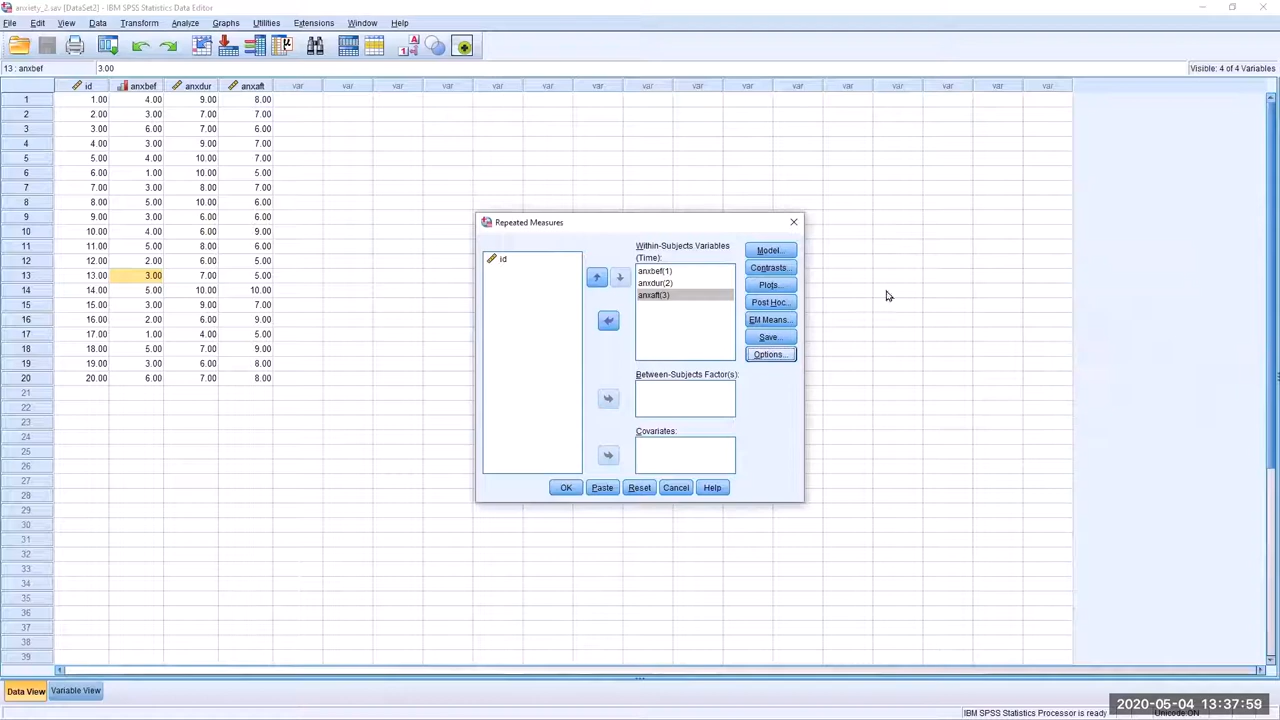 anxiety_2.sav [DataSet2] - IBM SPSS Statistics Data Editor
File Edit View Data Transform Analyze Graphs Utilities Extensions Window Help
13 : anxbef 3.00 Visible: 4 of 4 Variables
id anxbef anxdur anxaft var var var var var var var var var var var var var var var var
1 1.00 4.00 9.00 8.00
2 2.00 3.00 7.00 7.00
3 3.00 6.00 7.00 6.00
4 4.00 3.00 9.00 7.00
5 5.00 4.00 10.00 7.00
6 6.00 1.00 10.00 5.00
7 7.00 3.00 8.00 7.00
8 8.00 5.00 10.00 6.00
9 9.00 3.00 6.00 6.00
10 10.00 4.00 6.00 9.00
11 11.00 5.00 8.00 6.00
12 12.00 2.00 6.00 5.00
13 13.00 3.00 7.00 5.00
14 14.00 5.00 10.00 10.00
15 15.00 3.00 9.00 7.00
16 16.00 2.00 6.00 9.00
17 17.00 1.00 4.00 5.00
18 18.00 5.00 7.00 9.00
19 19.00 3.00 6.00 8.00
20 20.00 6.00 7.00 8.00
21
22
23
24
25
26
27
28
29
30
31
32
33
34
35
36
37
38
39
Repeated Measures
id
Within-Subjects Variables
(Time):
anxbef(1)
anxdur(2)
anxaft(3)
Between-Subjects Factor(s):
Covariates:
Model...
Contrasts...
Plots...
Post Hoc...
EM Means...
Save...
Options...
OK Paste Reset Cancel Help
Data View Variable View
2020-05-04 13:37:59
IBM SPSS Statistics Processor is ready Unicode:ON